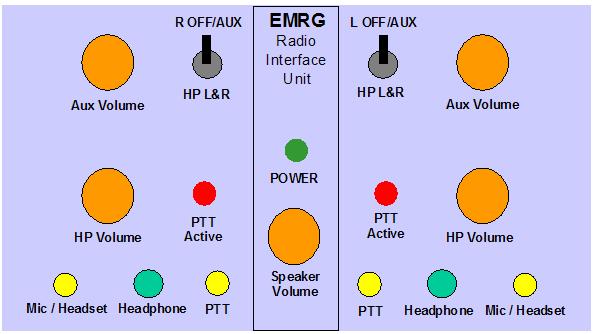 R OFF/AUX
EMRG
L OFF/AUX
Radio
Interface
Unit
Aux Volume
HP L&R
HP L&R
Aux Volume
POWER
HP Volume
PTT
Active
PTT
Active
HP Volume
Speaker
Volume
Mic / Headset
Headphone
PTT
PTT
Headphone
Mic / Headset